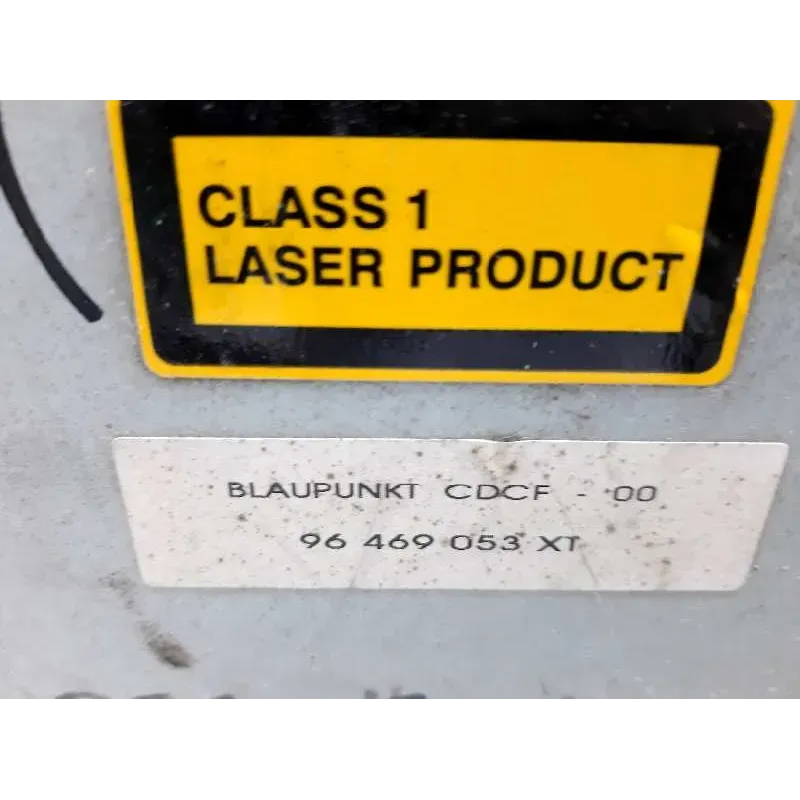 CLASS 1
LASER PRODUCT
BLAUPUNKT CDCF - 00
96 469 053 XT